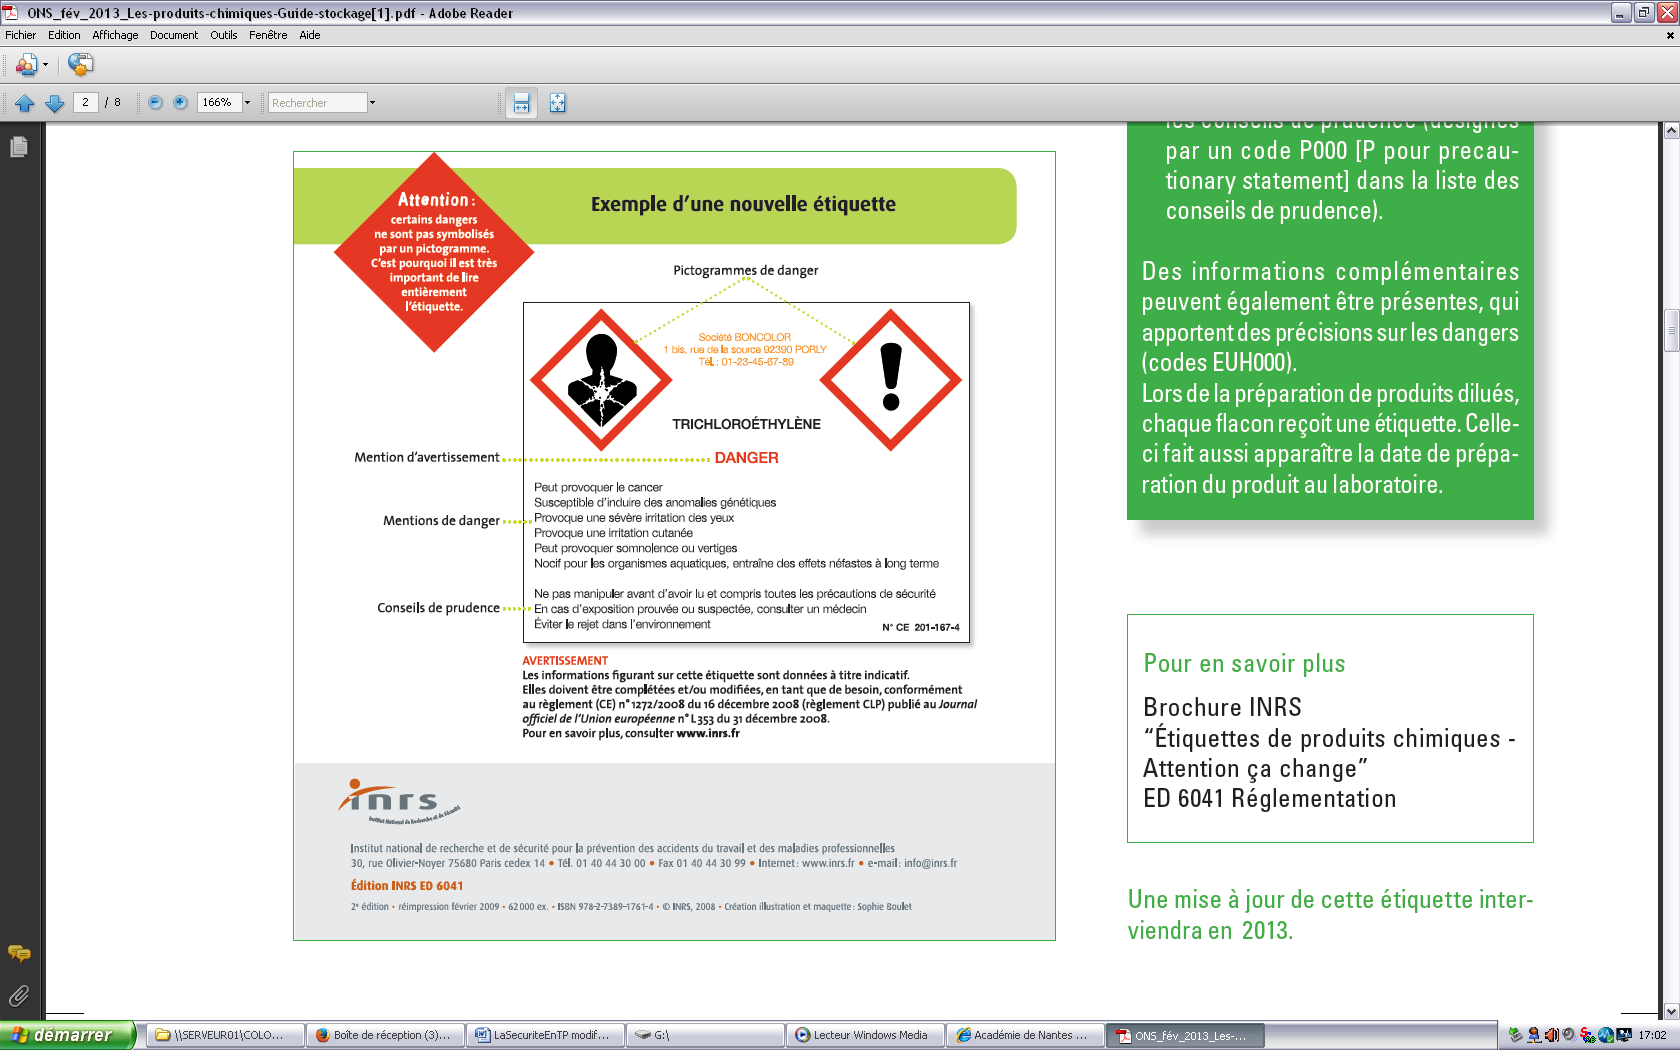 ONS_fév_2013_Les-produits-chimiques-Guide-stockage[1].pdf - Adobe Reader
Fichier Edition Affichage Document Outils Fenêtre Aide
2 / 8 166% Rechercher
Attention :
certains dangers
ne sont pas symbolisés
par un pictogramme.
C'est pourquoi il est très
important de lire
entièrement
l'étiquette.
Exemple d'une nouvelle étiquette
Pictogrammes de danger
Société BONCOLOR
1 bis, rue de la source 92390 PORLY
Tél. : 01-23-45-67-89
TRICHLOROÉTHYLÈNE
Mention d'avertissement
DANGER
Mentions de danger
Peut provoquer le cancer
Susceptible d'induire des anomalies génétiques
Provoque une sévère irritation des yeux
Provoque une irritation cutanée
Peut provoquer somnolence ou vertiges
Nocif pour les organismes aquatiques, entraîne des effets néfastes à long terme
Conseils de prudence
Ne pas manipuler avant d'avoir lu et compris toutes les précautions de sécurité
En cas d'exposition prouvée ou suspectée, consulter un médecin
Éviter le rejet dans l'environnement
N° CE 201-167-4
AVERTISSEMENT
Les informations figurant sur cette étiquette sont données à titre indicatif.
Elles doivent être complétées et/ou modifiées, en tant que de besoin, conformément
au règlement (CE) n° 1272/2008 du 16 décembre 2008 (règlement CLP) publié au Journal
officiel de l'Union européenne n° L 353 du 31 décembre 2008.
Pour en savoir plus, consulter www.inrs.fr
inrs
Institut National de Recherche et de Sécurité
Institut national de recherche et de sécurité pour la prévention des accidents du travail et des maladies professionnelles
30, rue Olivier-Noyer 75680 Paris cedex 14 • Tél. 01 40 44 30 00 • Fax 01 40 44 30 99 • Internet : www.inrs.fr • e-mail : info@inrs.fr
Édition INRS ED 6041
2e édition • réimpression février 2009 • 62 000 ex. • ISBN 978-2-7389-1761-4 • © INRS, 2008 • Création illustration et maquette : Sophie Boulet
les conseils de prudence (désignés
par un code P000 [P pour precau-
tionary statement] dans la liste des
conseils de prudence).
Des informations complémentaires
peuvent également être présentes, qui
apportent des précisions sur les dangers
(codes EUH000).
Lors de la préparation de produits dilués,
chaque flacon reçoit une étiquette. Celle-
ci fait aussi apparaître la date de prépa-
ration du produit au laboratoire.
Pour en savoir plus
Brochure INRS
“Étiquettes de produits chimiques -
Attention ça change”
ED 6041 Réglementation
Une mise à jour de cette étiquette inter-
viendra en 2013.
démarrer \\SERVEUR01\COLO... Boîte de réception (3)... LaSecuriteEnTP modif... G:\ Lecteur Windows Media Académie de Nantes ... ONS_fév_2013_Les-... 17:02